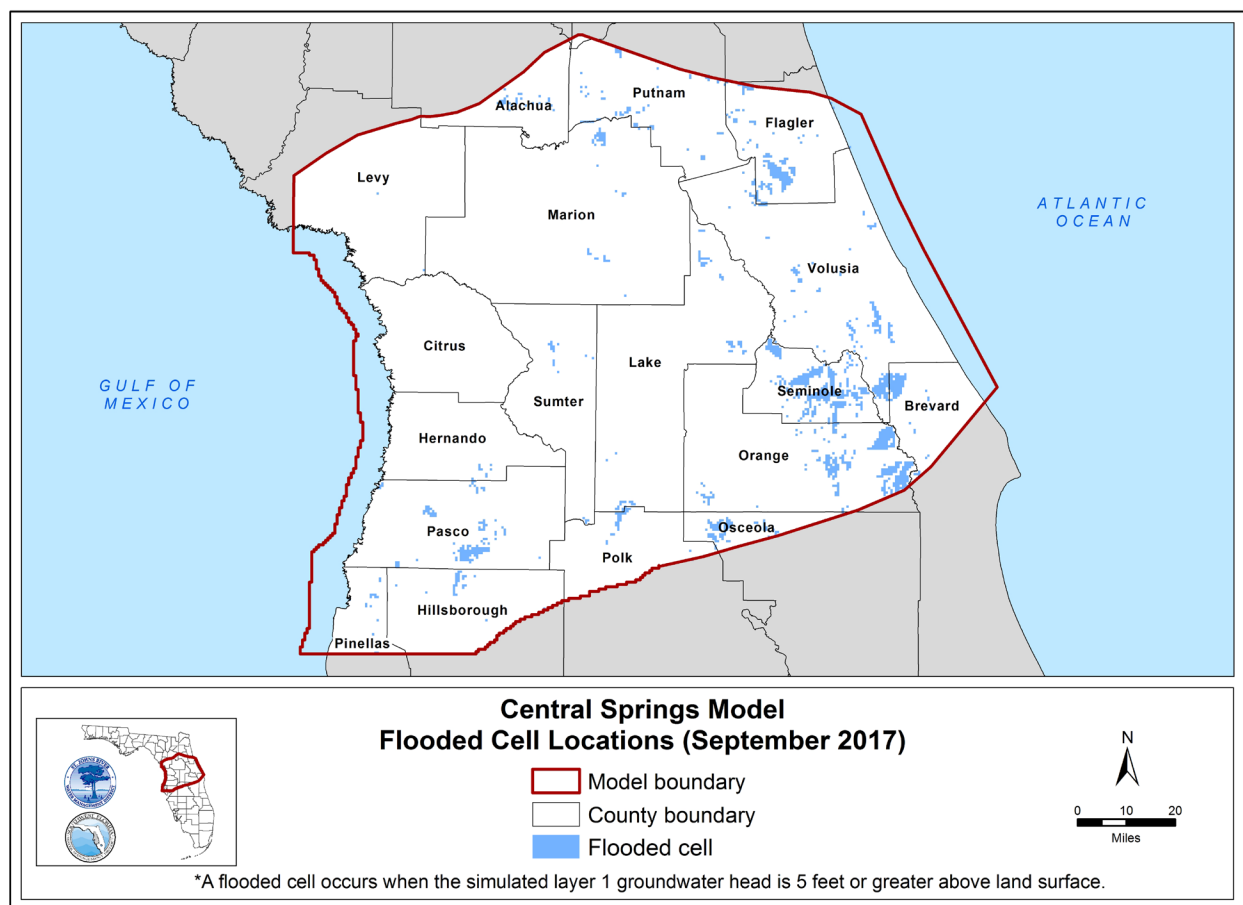 Alachua
Putnam
Flagler
Levy
Marion
ATLANTIC
OCEAN
Volusia
Citrus
Lake
GULF OF
MEXICO
Sumter
Seminole
Brevard
Hernando
Orange
Pasco
Osceola
Polk
Hillsborough
Pinellas
Central Springs Model
Flooded Cell Locations (September 2017)
Model boundary
County boundary
Flooded cell
N
0 10 20
Miles
*A flooded cell occurs when the simulated layer 1 groundwater head is 5 feet or greater above land surface.